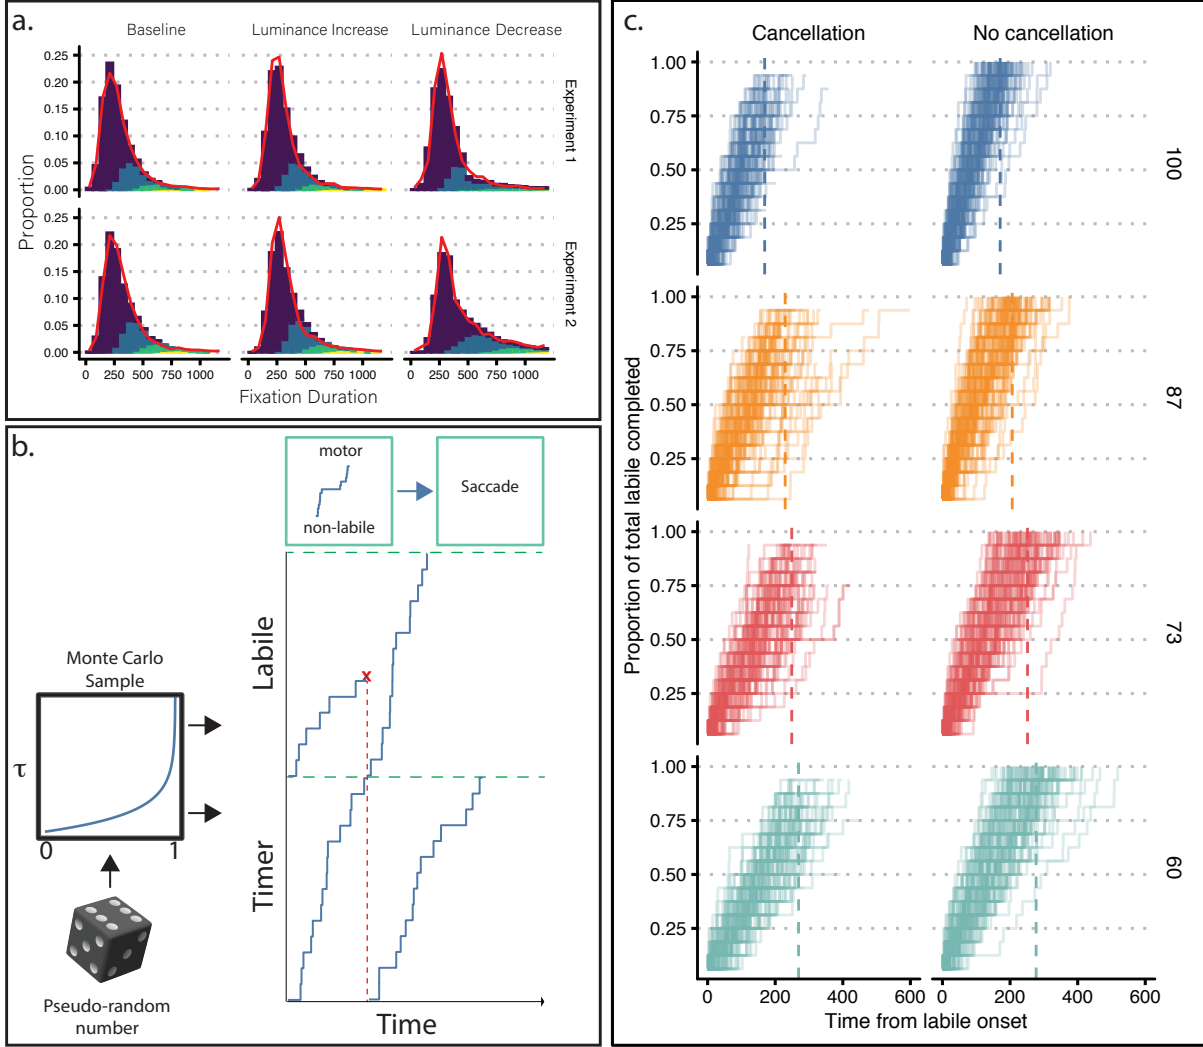 a.
Baseline Luminance Increase Luminance Decrease
0.25
0.20
0.15
0.10
0.05
0.00
Experiment 1
0.25
0.20
0.15
0.10
0.05
0.00
Experiment 2
Proportion
0 250 500 750 1000 0 250 500 750 1000 0 250 500 750 1000
Fixation Duration
b.
motor
non-labile
Saccade
Labile
x
Timer
Time
Monte Carlo
Sample
τ
0 1
Pseudo-random
number
c.
Cancellation No cancellation
1.00
0.75
0.50
0.25
100
1.00
0.75
0.50
0.25
87
1.00
0.75
0.50
0.25
73
1.00
0.75
0.50
0.25
60
Proportion of total labile completed
0 200 400 600 0 200 400 600
Time from labile onset